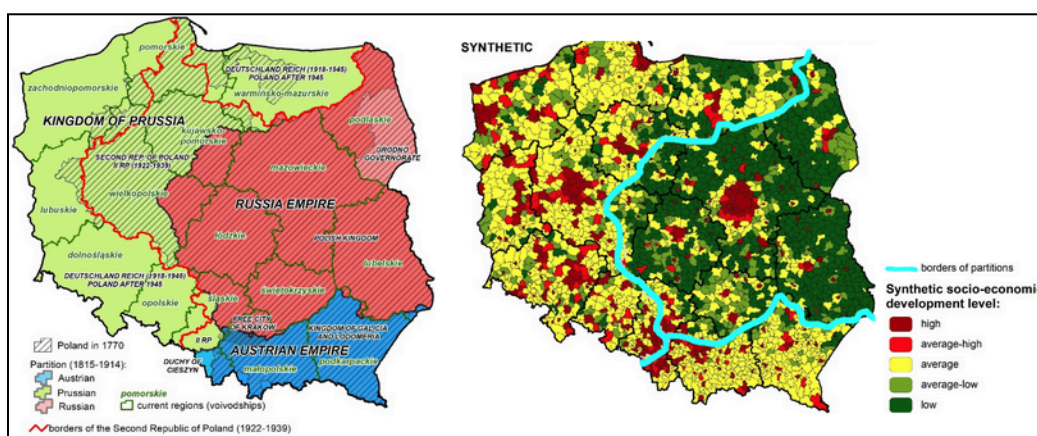 pomorskie
DEUTSCHLAND REICH (1918-1945)
POLAND AFTER 1945
zachodniopomorskie
warmińsko-mazurskie
KINGDOM OF PRUSSIA
podlaskie
kujawsko-
pomorskie
GRODNO
GOVERNORATE
SECOND REP. OF POLAND
II RP (1922-1939)
mazowieckie
wielkopolskie
lubuskie
RUSSIA EMPIRE
łódzkie
POLISH KINGDOM
lubelskie
dolnośląskie
DEUTSCHLAND REICH (1918-1945)
POLAND AFTER 1945
opolskie
śląskie
świętokrzyskie
FREE CITY
OF KRAKOW
KINGDOM OF GALICIA
AND LODOMERIA
II RP
AUSTRIAN EMPIRE
DUCHY OF
CIESZYN
małopolskie
podkarpackie
Poland in 1770
Partition (1815-1914):
Austrian
Prussian
Russian
pomorskie
current regions (voivodships)
borders of the Second Republic of Poland (1922-1939)
SYNTHETIC
borders of partitions
Synthetic socio-economic
development level:
high
average-high
average
average-low
low